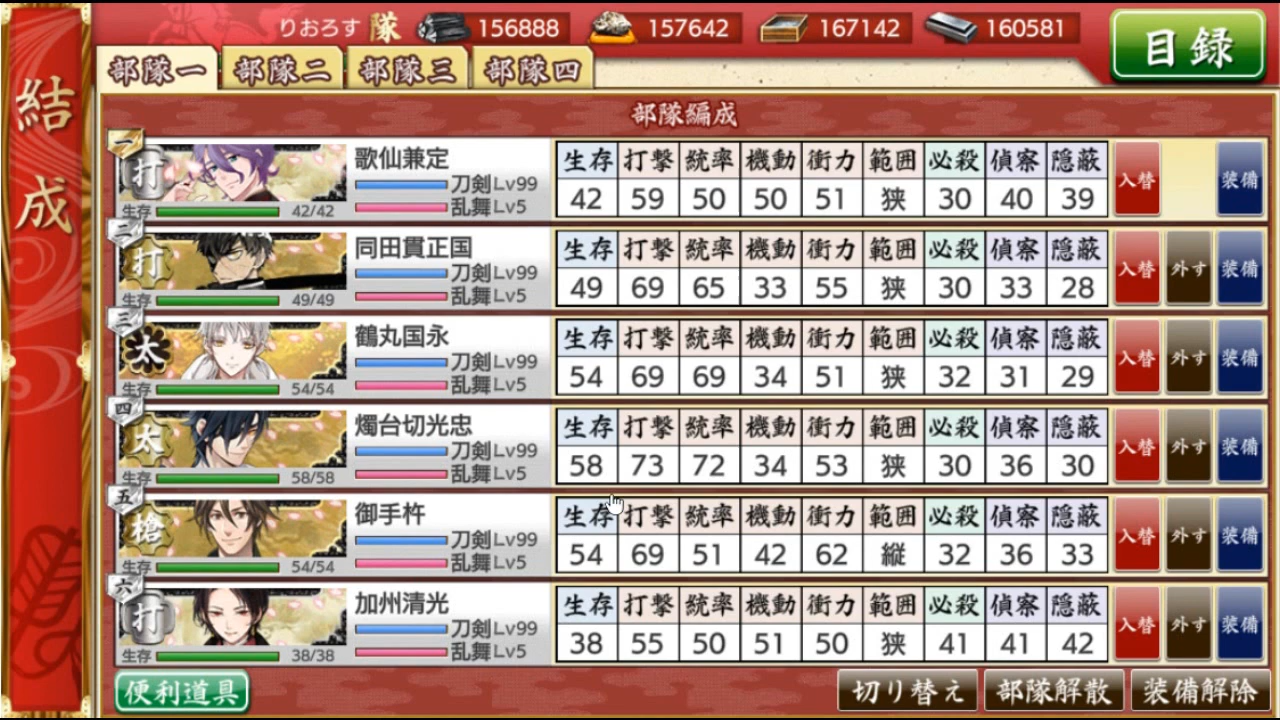 結成
りおろす 隊 156888 157642 167142 160581 目録
部隊一 部隊二 部隊三 部隊四
部隊編成
一 打 歌仙兼定 生存 打撃 統率 機動 衝力 範囲 必殺 偵察 隠蔽 入替 装備
刀剣Lv99 42 59 50 50 51 狭 30 40 39
生存 42/42 乱舞Lv5
二 打 同田貫正国 生存 打撃 統率 機動 衝力 範囲 必殺 偵察 隠蔽 入替 外す 装備
刀剣Lv99 49 69 65 33 55 狭 30 33 28
生存 49/49 乱舞Lv5
三 太 鶴丸国永 生存 打撃 統率 機動 衝力 範囲 必殺 偵察 隠蔽 入替 外す 装備
刀剣Lv99 54 69 69 34 51 狭 32 31 29
生存 54/54 乱舞Lv5
四 太 燭台切光忠 生存 打撃 統率 機動 衝力 範囲 必殺 偵察 隠蔽 入替 外す 装備
刀剣Lv99 58 73 72 34 53 狭 30 36 30
生存 58/58 乱舞Lv5
五 槍 御手杵 生存 打撃 統率 機動 衝力 範囲 必殺 偵察 隠蔽 入替 外す 装備
刀剣Lv99 54 69 51 42 62 縦 32 36 33
生存 54/54 乱舞Lv5
六 打 加州清光 生存 打撃 統率 機動 衝力 範囲 必殺 偵察 隠蔽 入替 外す 装備
刀剣Lv99 38 55 50 51 50 狭 41 41 42
生存 38/38 乱舞Lv5
便利道具 切り替え 部隊解散 装備解除